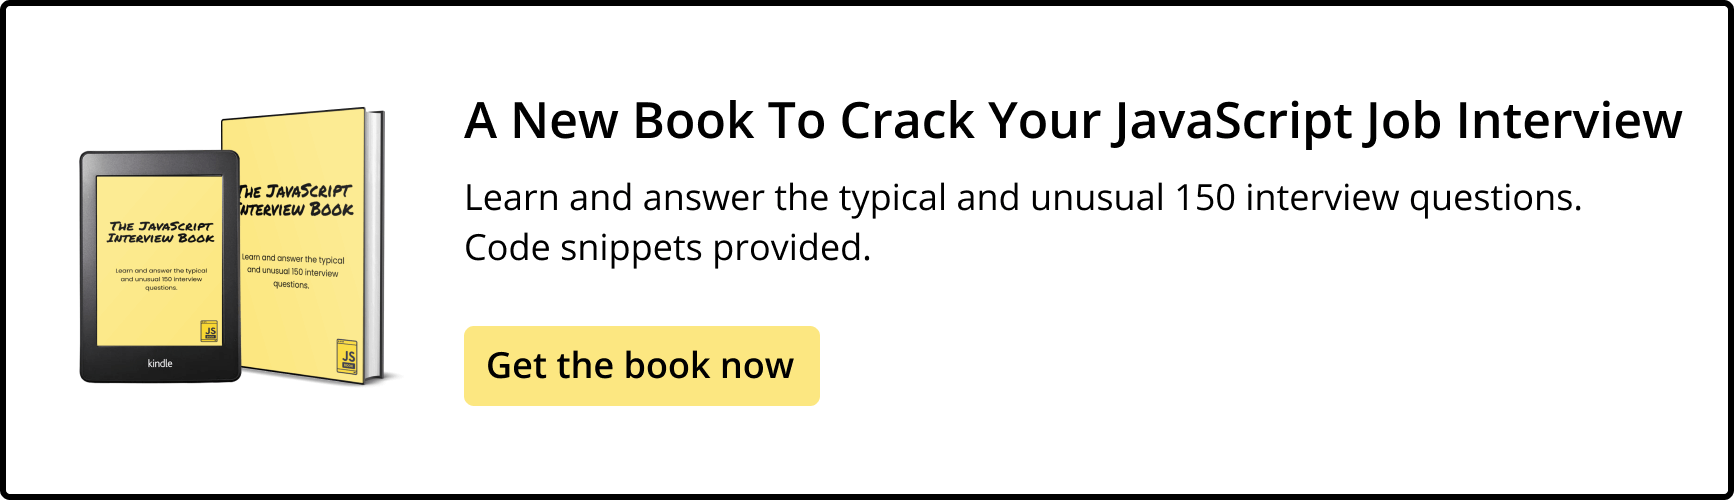 A New Book To Crack Your JavaScript Job Interview
Learn and answer the typical and unusual 150 interview questions.
Code snippets provided.
Get the book now
The JavaScript
Interview Book
Learn and answer the typical
and unusual 150 interview
questions.
JS
kindle
The JavaScript
Interview Book
Learn and answer the typical
and unusual 150 interview
questions.
JS